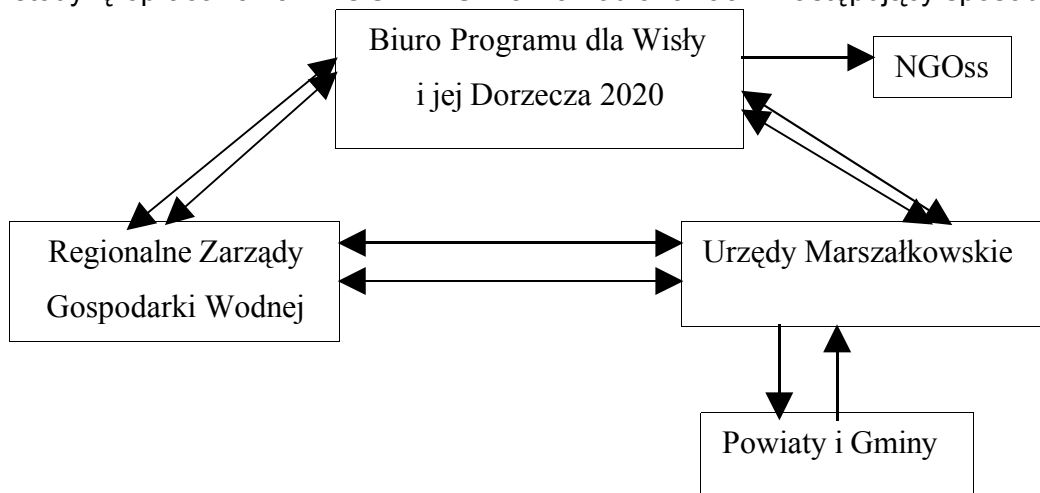 Biuro Programu dla Wisły
i jej Dorzecza 2020
NGOss
Regionalne Zarządy
Gospodarki Wodnej
Urzędy Marszałkowskie
Powiaty i Gminy